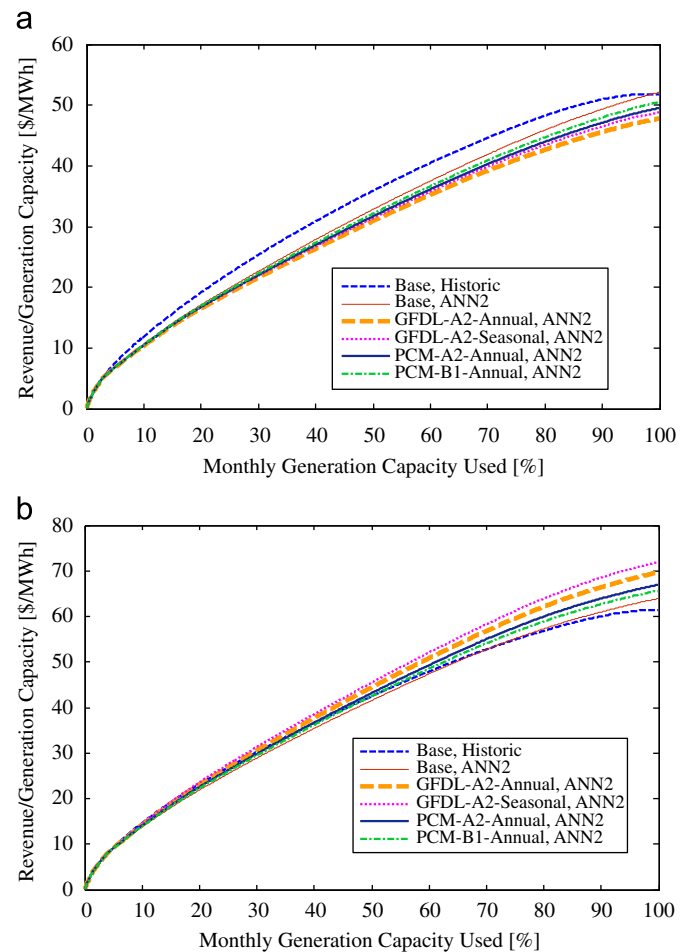 a
60
50
40
30
20
10
0
Revenue/Generation Capacity [$/MWh]
Base, Historic
Base, ANN2
GFDL-A2-Annual, ANN2
GFDL-A2-Seasonal, ANN2
PCM-A2-Annual, ANN2
PCM-B1-Annual, ANN2
0 10 20 30 40 50 60 70 80 90 100
Monthly Generation Capacity Used [%]
b
80
70
60
50
40
30
20
10
0
Revenue/Generation Capacity [$/MWh]
Base, Historic
Base, ANN2
GFDL-A2-Annual, ANN2
GFDL-A2-Seasonal, ANN2
PCM-A2-Annual, ANN2
PCM-B1-Annual, ANN2
0 10 20 30 40 50 60 70 80 90 100
Monthly Generation Capacity Used [%]